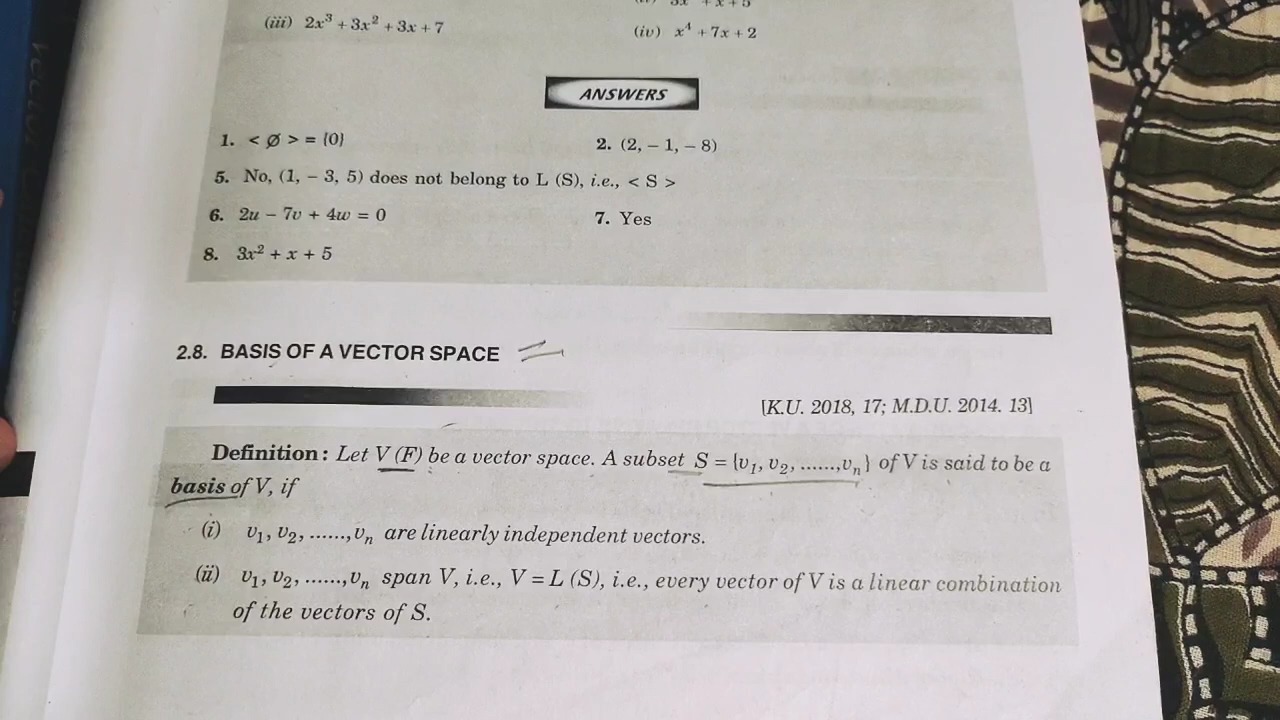 (iii) 2x³ + 3x² + 3x + 7
(iv) x⁴ + 7x + 2
ANSWERS
1. < Ø > = {0}
2. (2, – 1, – 8)
5. No, (1, – 3, 5) does not belong to L (S), i.e., < S >
6. 2u – 7v + 4w = 0
7. Yes
8. 3x² + x + 5
2.8. BASIS OF A VECTOR SPACE
[K.U. 2018, 17; M.D.U. 2014. 13]
Definition : Let V (F) be a vector space. A subset S = {v₁, v₂, ......, vₙ} of V is said to be a
basis of V, if
(i) v₁, v₂, ......, vₙ are linearly independent vectors.
(ii) v₁, v₂, ......, vₙ span V, i.e., V = L (S), i.e., every vector of V is a linear combination
of the vectors of S.